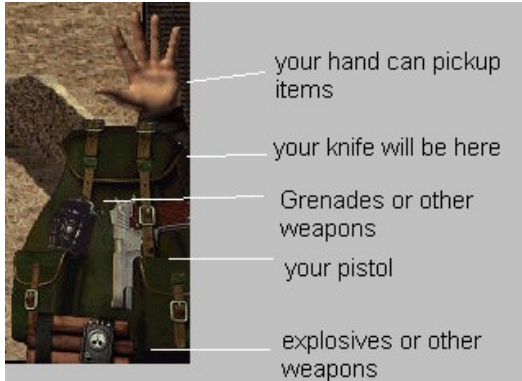 your hand can pickup
items
your knife will be here
Grenades or other
weapons
your pistol
explosives or other
weapons